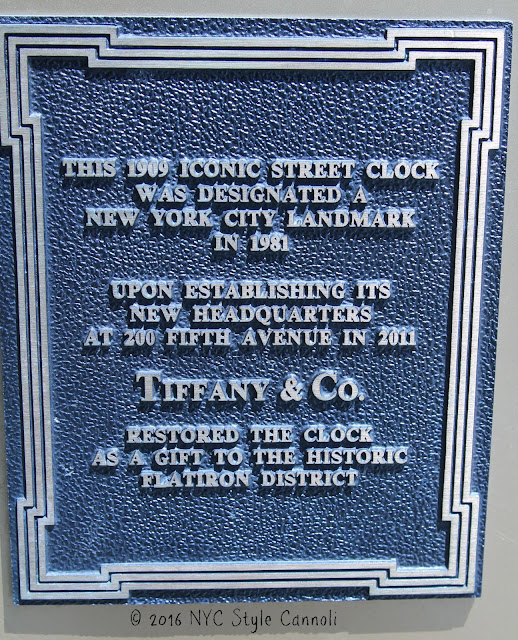 THIS 1909 ICONIC STREET CLOCK
WAS DESIGNATED A
NEW YORK CITY LANDMARK
IN 1981
UPON ESTABLISHING ITS
NEW HEADQUARTERS
AT 200 FIFTH AVENUE IN 2011
TIFFANY & CO.
RESTORED THE CLOCK
AS A GIFT TO THE HISTORIC
FLATIRON DISTRICT
© 2016 NYC Style Cannoli